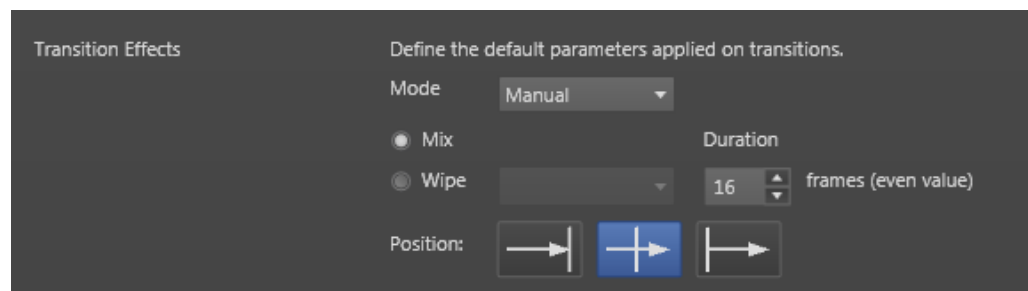 Transition Effects
Define the default parameters applied on transitions.
Mode
Manual
Mix
Duration
Wipe
16
frames (even value)
Position: